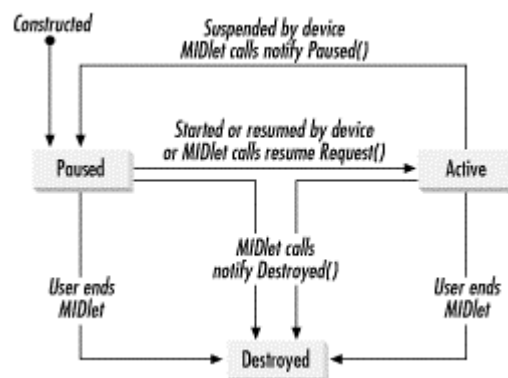 Constructed
Suspended by device
MIDlet calls notify Paused()
Started or resumed by device
or MIDlet calls resume Request()
Paused
Active
MIDlet calls
notify Destroyed()
User ends
MIDlet
User ends
MIDlet
Destroyed